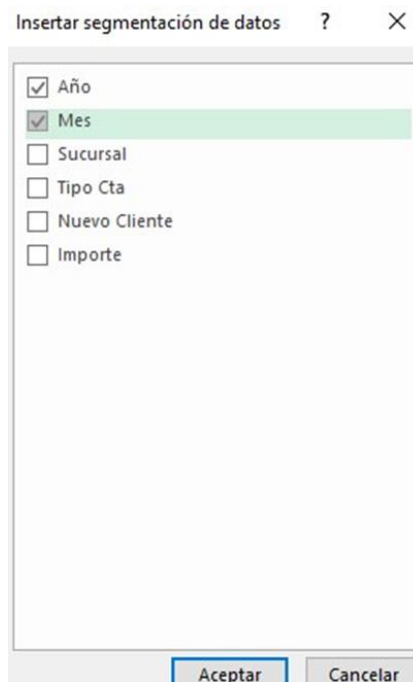 Insertar segmentación de datos ? ×
Año
Mes
Sucursal
Tipo Cta
Nuevo Cliente
Importe
Aceptar Cancelar